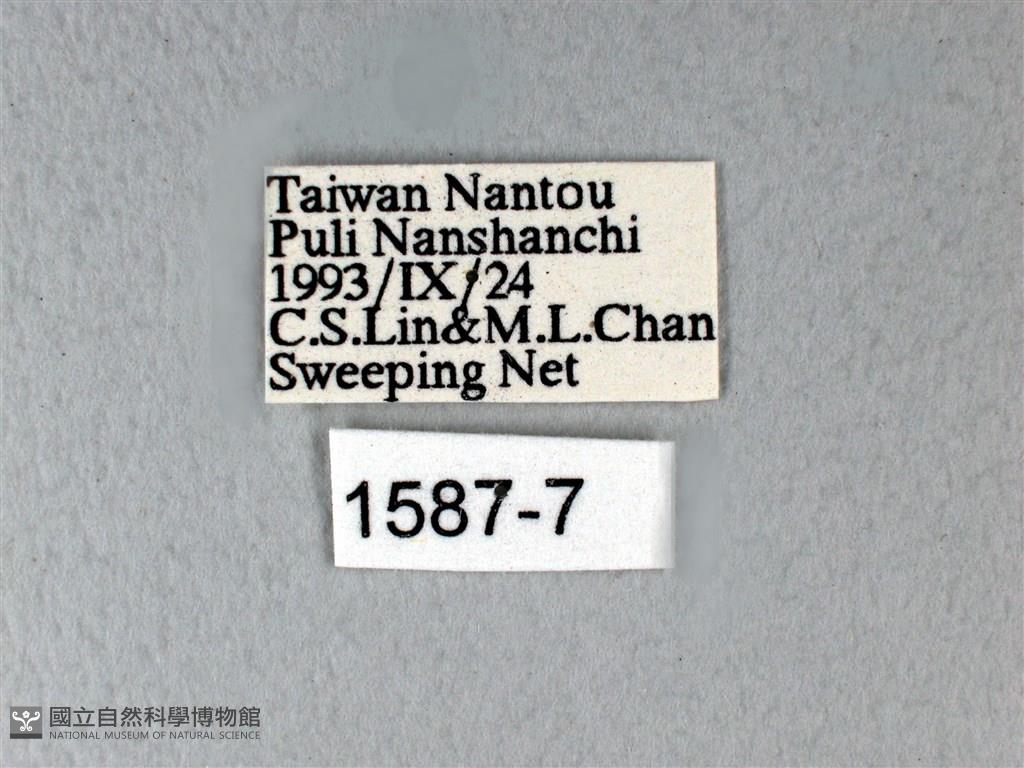 Taiwan Nantou
Puli Nanshanchi
1993/IX/24
C.S.Lin&M.L.Chan
Sweeping Net
1587-7
國立自然科學博物館
NATIONAL MUSEUM OF NATURAL SCIENCE